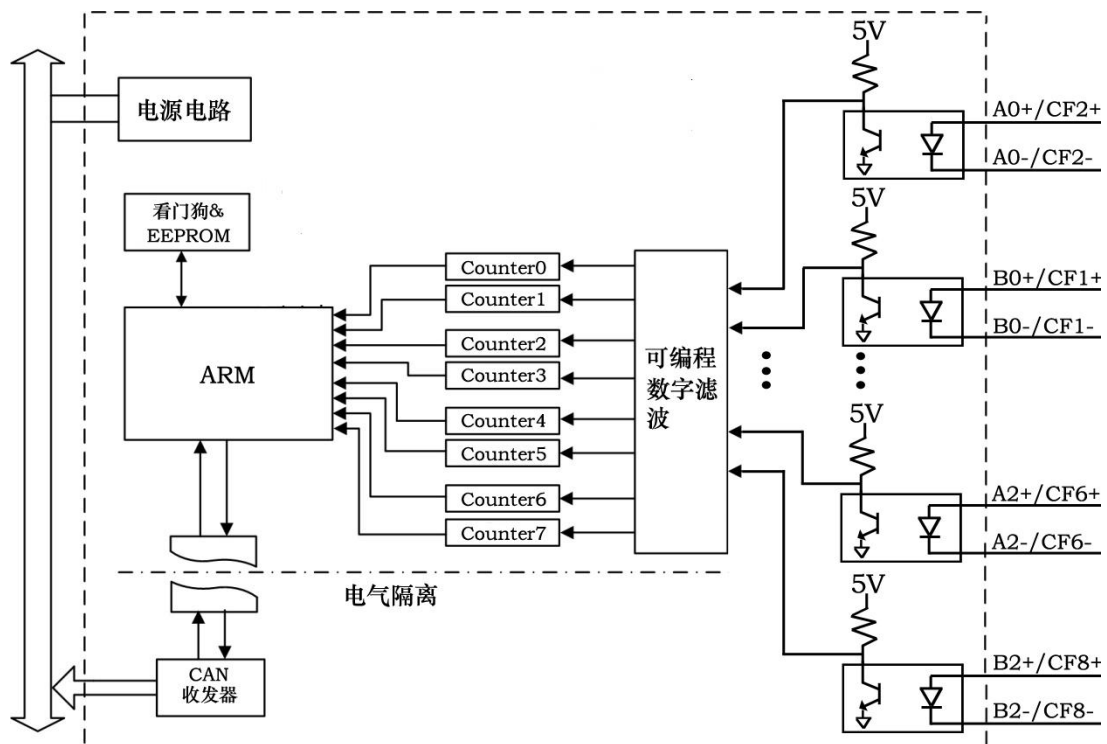 5V
电源电路
A0+/CF2+
A0-/CF2-
看门狗&
EEPROM
5V
Counter0
Counter1
Counter2
Counter3
Counter4
Counter5
Counter6
Counter7
ARM
可编程
数字滤
波
B0+/CF1+
B0-/CF1-
5V
A2+/CF6+
A2-/CF6-
电气隔离
5V
CAN
收发器
B2+/CF8+
B2-/CF8-